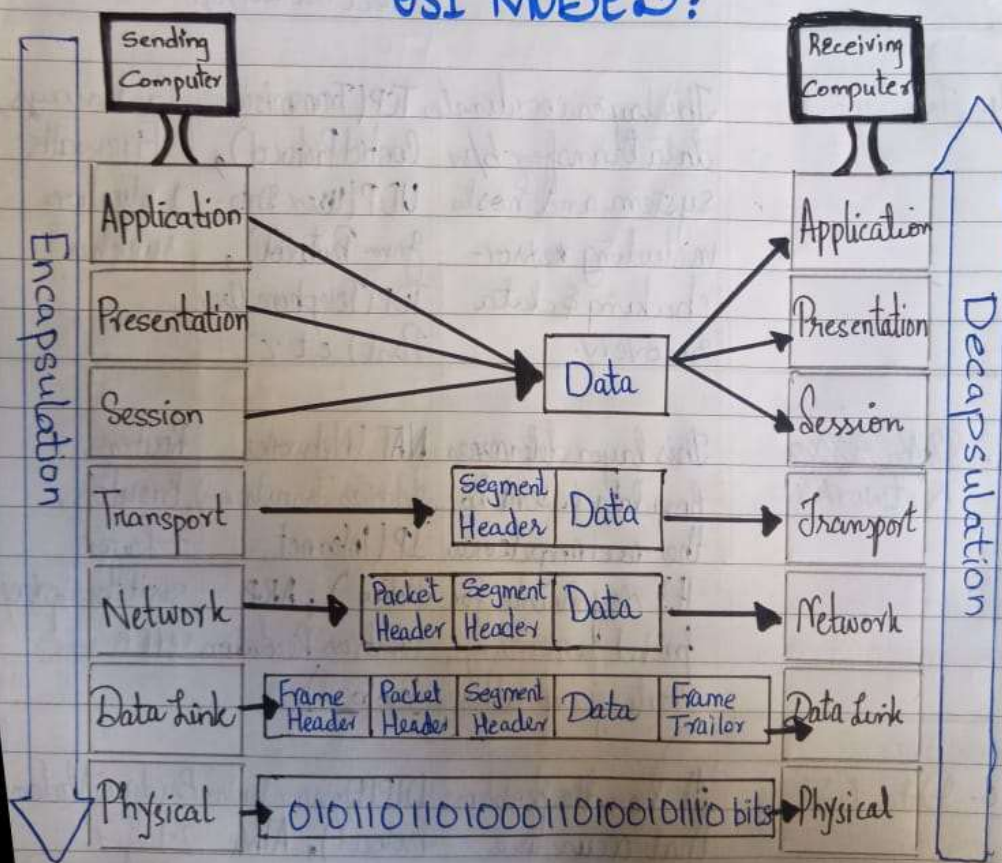 OSI MODEL:
Sending
Computer
Receiving
Computer
Encapsulation
Decapsulation
Application
Application
Presentation
Data
Presentation
Session
Session
Transport
Segment
Header
Data
Transport
Network
Packet
Header
Segment
Header
Data
Network
Data Link
Frame
Header
Packet
Header
Segment
Header
Data
Frame
Trailor
Data Link
Physical
0101101101000110100101110 bits
Physical